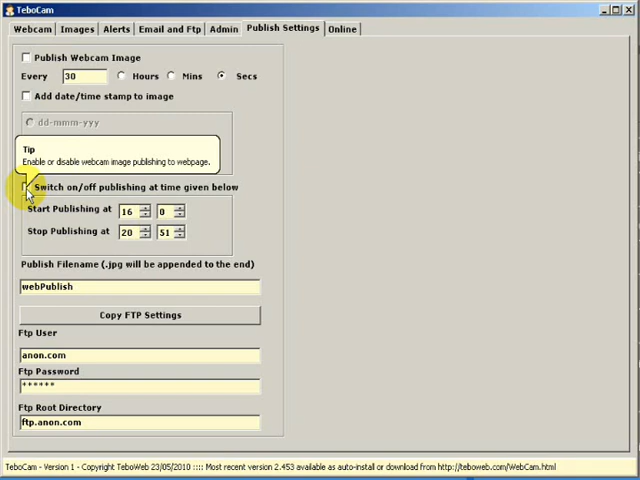 TeboCam
Webcam Images Alerts Email and Ftp Admin Publish Settings Online
Publish Webcam Image
Every 30 Hours Mins Secs
Add date/time stamp to image
dd-mmm-yyy
Tip
Enable or disable webcam image publishing to webpage.
Switch on/off publishing at time given below
Start Publishing at 16 0
Stop Publishing at 20 51
Publish Filename (.jpg will be appended to the end)
webPublish
Copy FTP Settings
Ftp User
anon.com
Ftp Password
******
Ftp Root Directory
ftp.anon.com
TeboCam - Version 1 - Copyright TeboWeb 23/05/2010 :::: Most recent version 2.453 available as auto-install or download from http://teboweb.com/WebCam.html